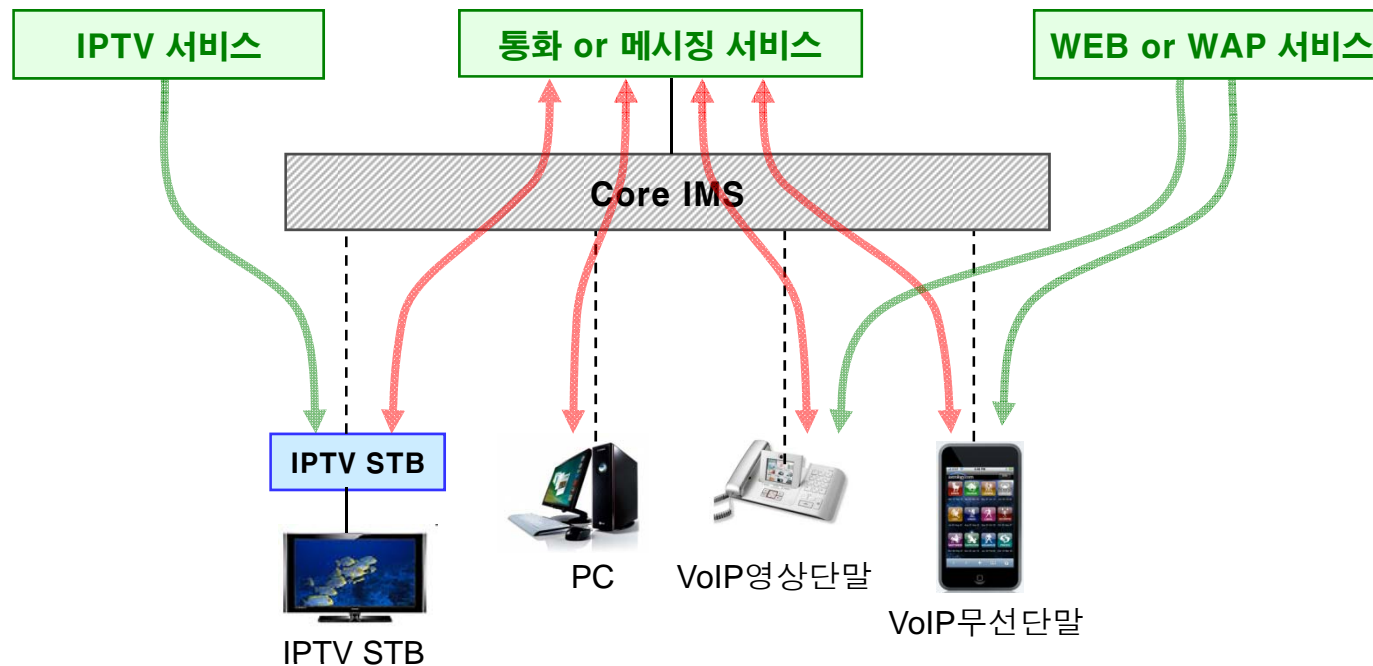 IPTV 서비스
통화 or 메시징 서비스
WEB or WAP 서비스
Core IMS
IPTV STB
PC
VoIP영상단말
VoIP무선단말
IPTV STB